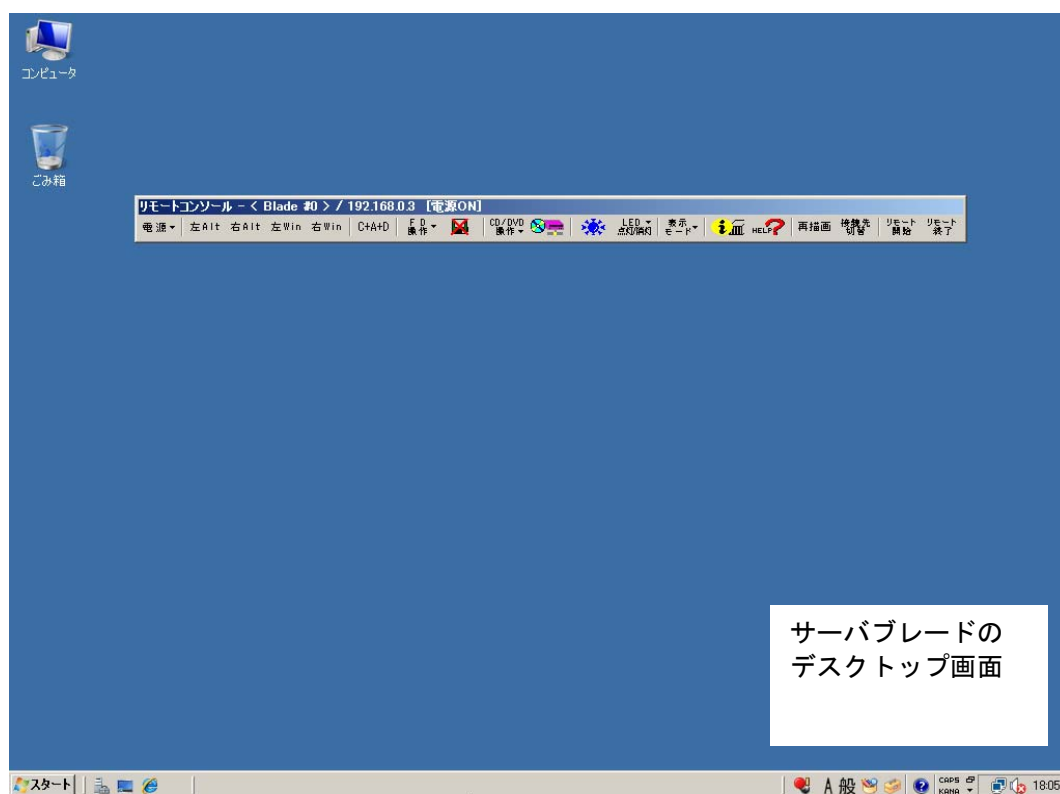 コンピュータ
ごみ箱
リモートコンソール - < Blade #0 > / 192.168.0.3 [電源ON]
電源 左Alt 右Alt 左Win 右Win C+A+D FD操作 CD/DVD操作 LED点灯/消灯 表示モード HELP 再描画 接続先切替 リモート開始 リモート終了
サーバブレードの
デスクトップ画面
スタート A 般 CAPS KANA 18:05